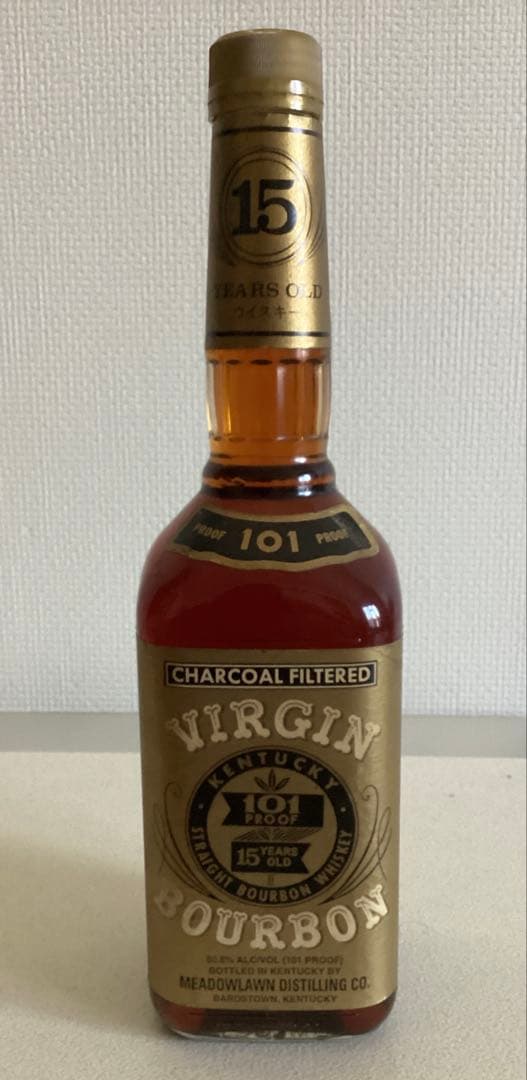 15
YEARS OLD
ウイスキー
PROOF 101 PROOF
CHARCOAL FILTERED
VIRGIN
KENTUCKY
101
PROOF
15 YEARS
OLD
STRAIGHT BOURBON WHISKEY
BOURBON
50.5% ALC/VOL (101 PROOF)
BOTTLED IN KENTUCKY BY
MEADOWLAWN DISTILLING CO.
BARDSTOWN, KENTUCKY